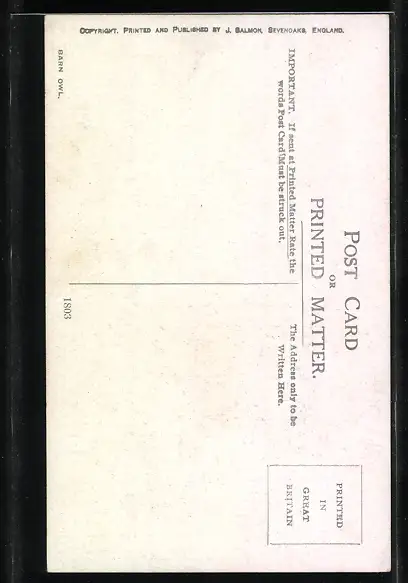 COPYRIGHT. PRINTED AND PUBLISHED BY J. SALMON, SEVENOAKS, ENGLAND.
POST CARD
OR
PRINTED MATTER.
IMPORTANT. If sent at Printed Matter Rate the
words Post Card Must be struck out.
The Address only to be
Written Here.
PRINTED
IN
GREAT
BRITAIN
BARN OWL.
1803